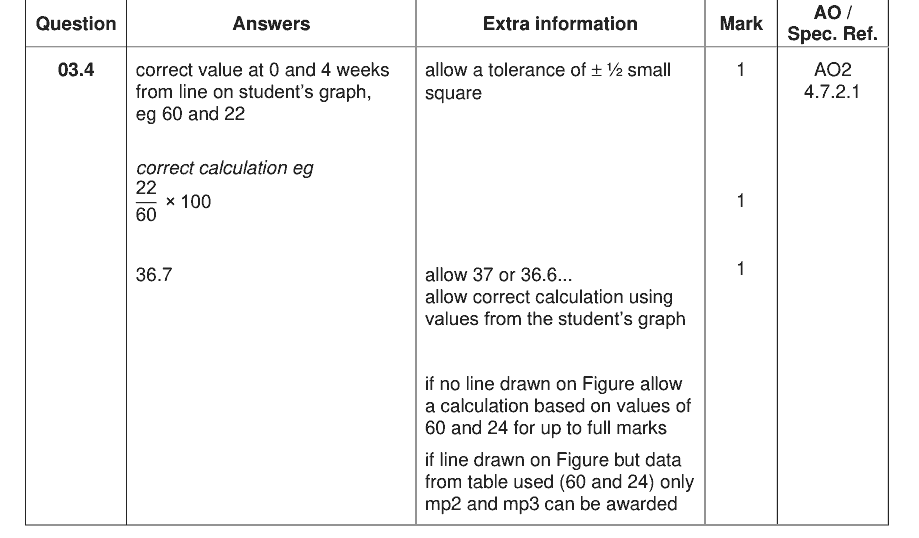 Question Answers Extra information Mark AO /
Spec. Ref.
03.4 correct value at 0 and 4 weeks allow a tolerance of ± ½ small 1 AO2
from line on student's graph, square 4.7.2.1
eg 60 and 22
correct calculation eg
22
— × 100 1
60
36.7 allow 37 or 36.6... 1
allow correct calculation using
values from the student's graph
if no line drawn on Figure allow
a calculation based on values of
60 and 24 for up to full marks
if line drawn on Figure but data
from table used (60 and 24) only
mp2 and mp3 can be awarded